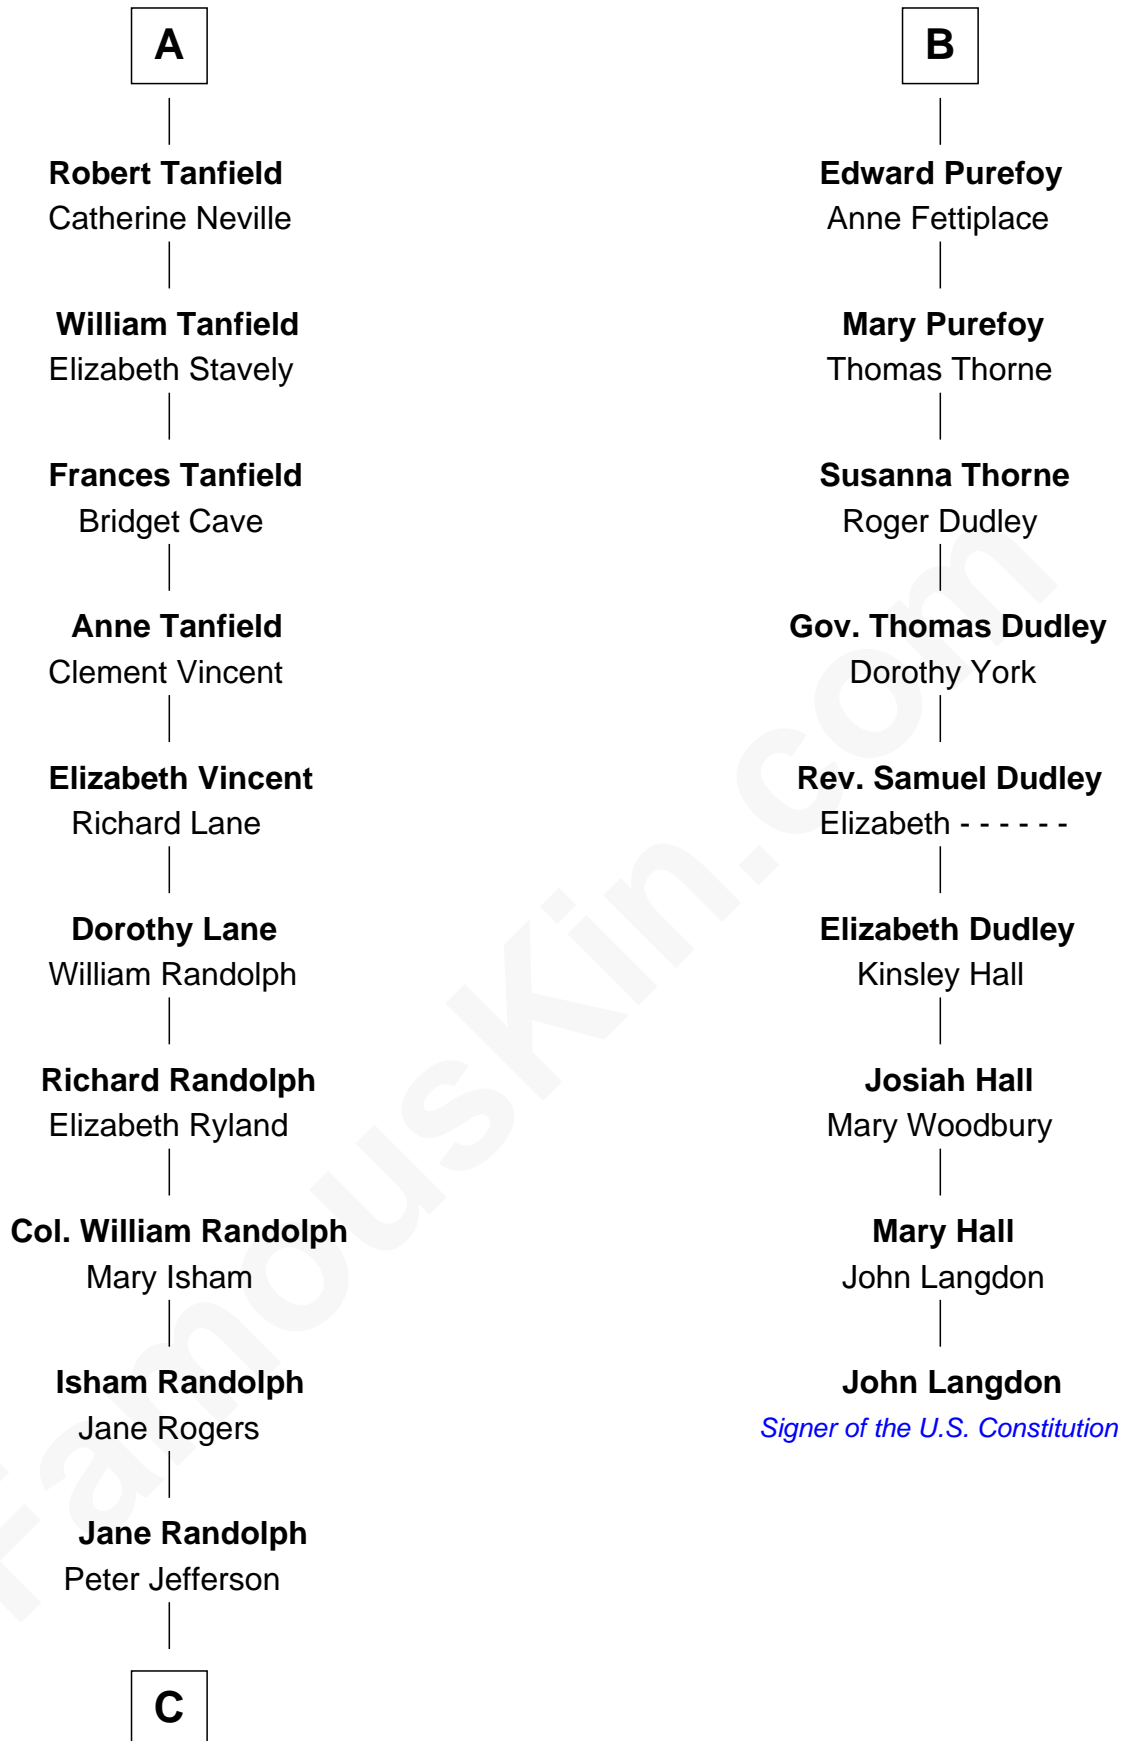 A
Robert Tanfield
Catherine Neville
William Tanfield
Elizabeth Stavely
Frances Tanfield
Bridget Cave
Anne Tanfield
Clement Vincent
Elizabeth Vincent
Richard Lane
Dorothy Lane
William Randolph
Richard Randolph
Elizabeth Ryland
Col. William Randolph
Mary Isham
Isham Randolph
Jane Rogers
Jane Randolph
Peter Jefferson
C
B
Edward Purefoy
Anne Fettiplace
Mary Purefoy
Thomas Thorne
Susanna Thorne
Roger Dudley
Gov. Thomas Dudley
Dorothy York
Rev. Samuel Dudley
Elizabeth - - - - - -
Elizabeth Dudley
Kinsley Hall
Josiah Hall
Mary Woodbury
Mary Hall
John Langdon
John Langdon
Signer of the U.S. Constitution
FamousKin.com